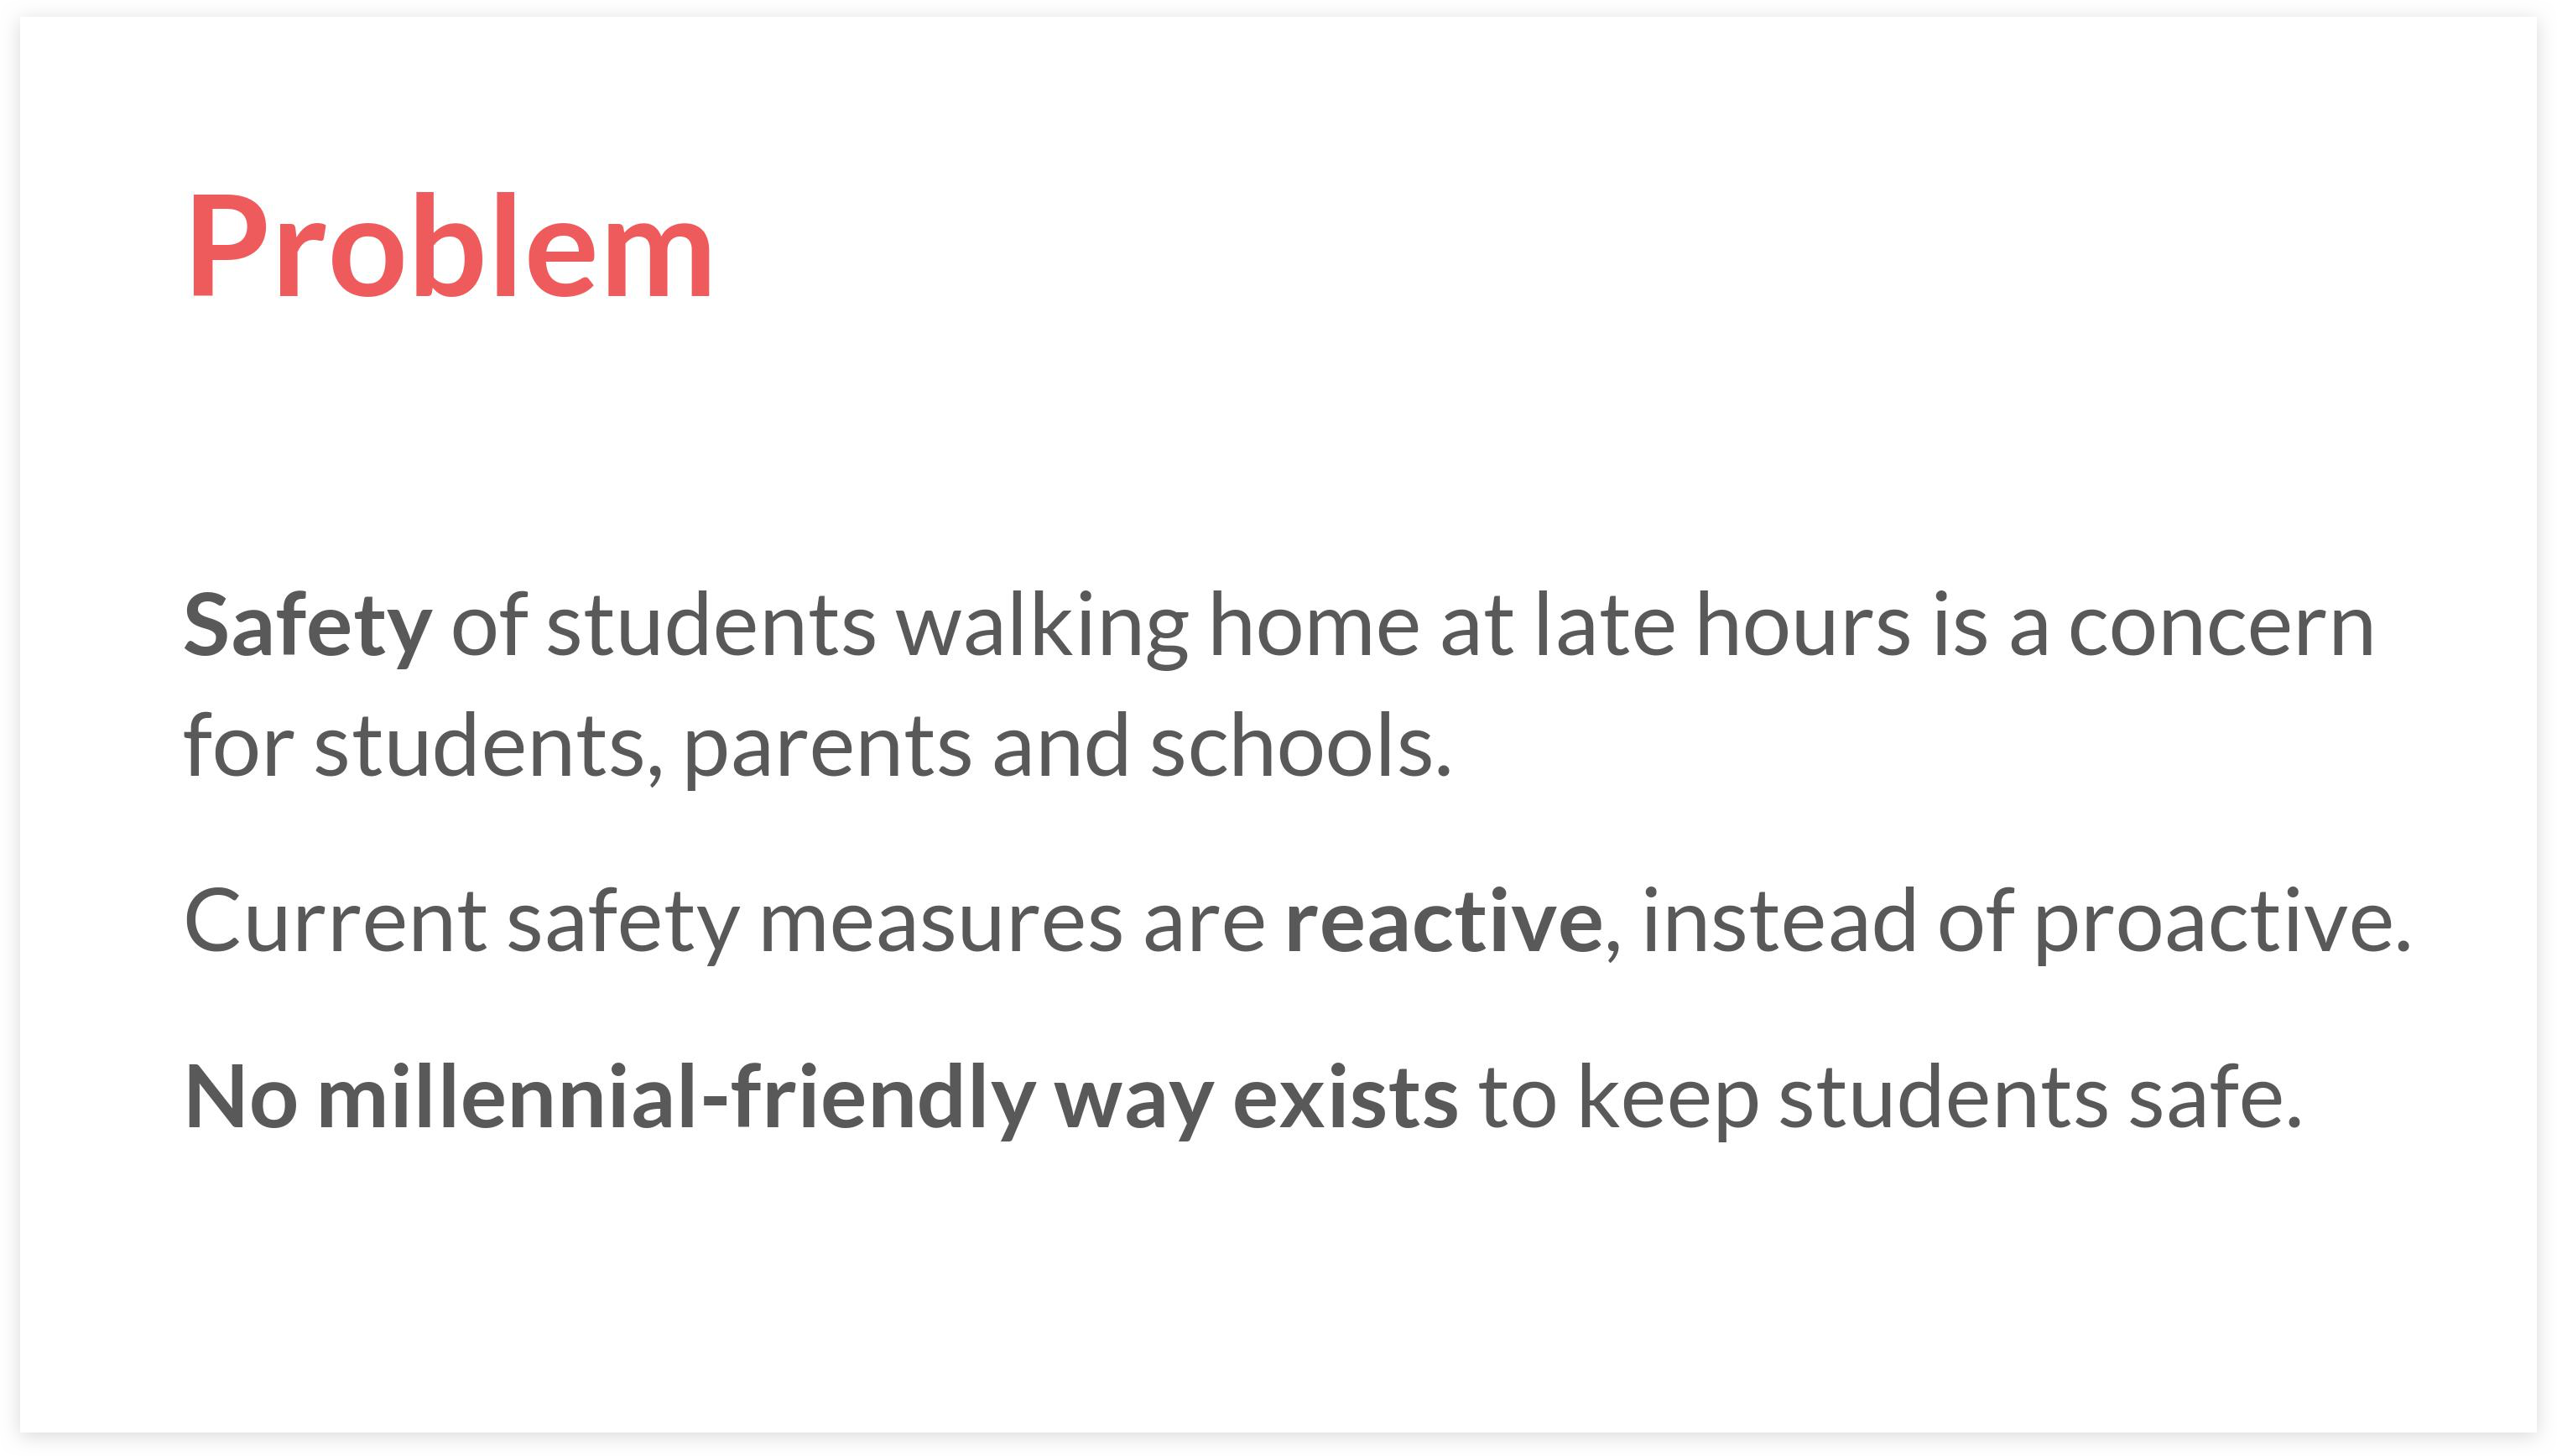 Problem
Safety of students walking home at late hours is a concern
for students, parents and schools.
Current safety measures are reactive, instead of proactive.
No millennial-friendly way exists to keep students safe.